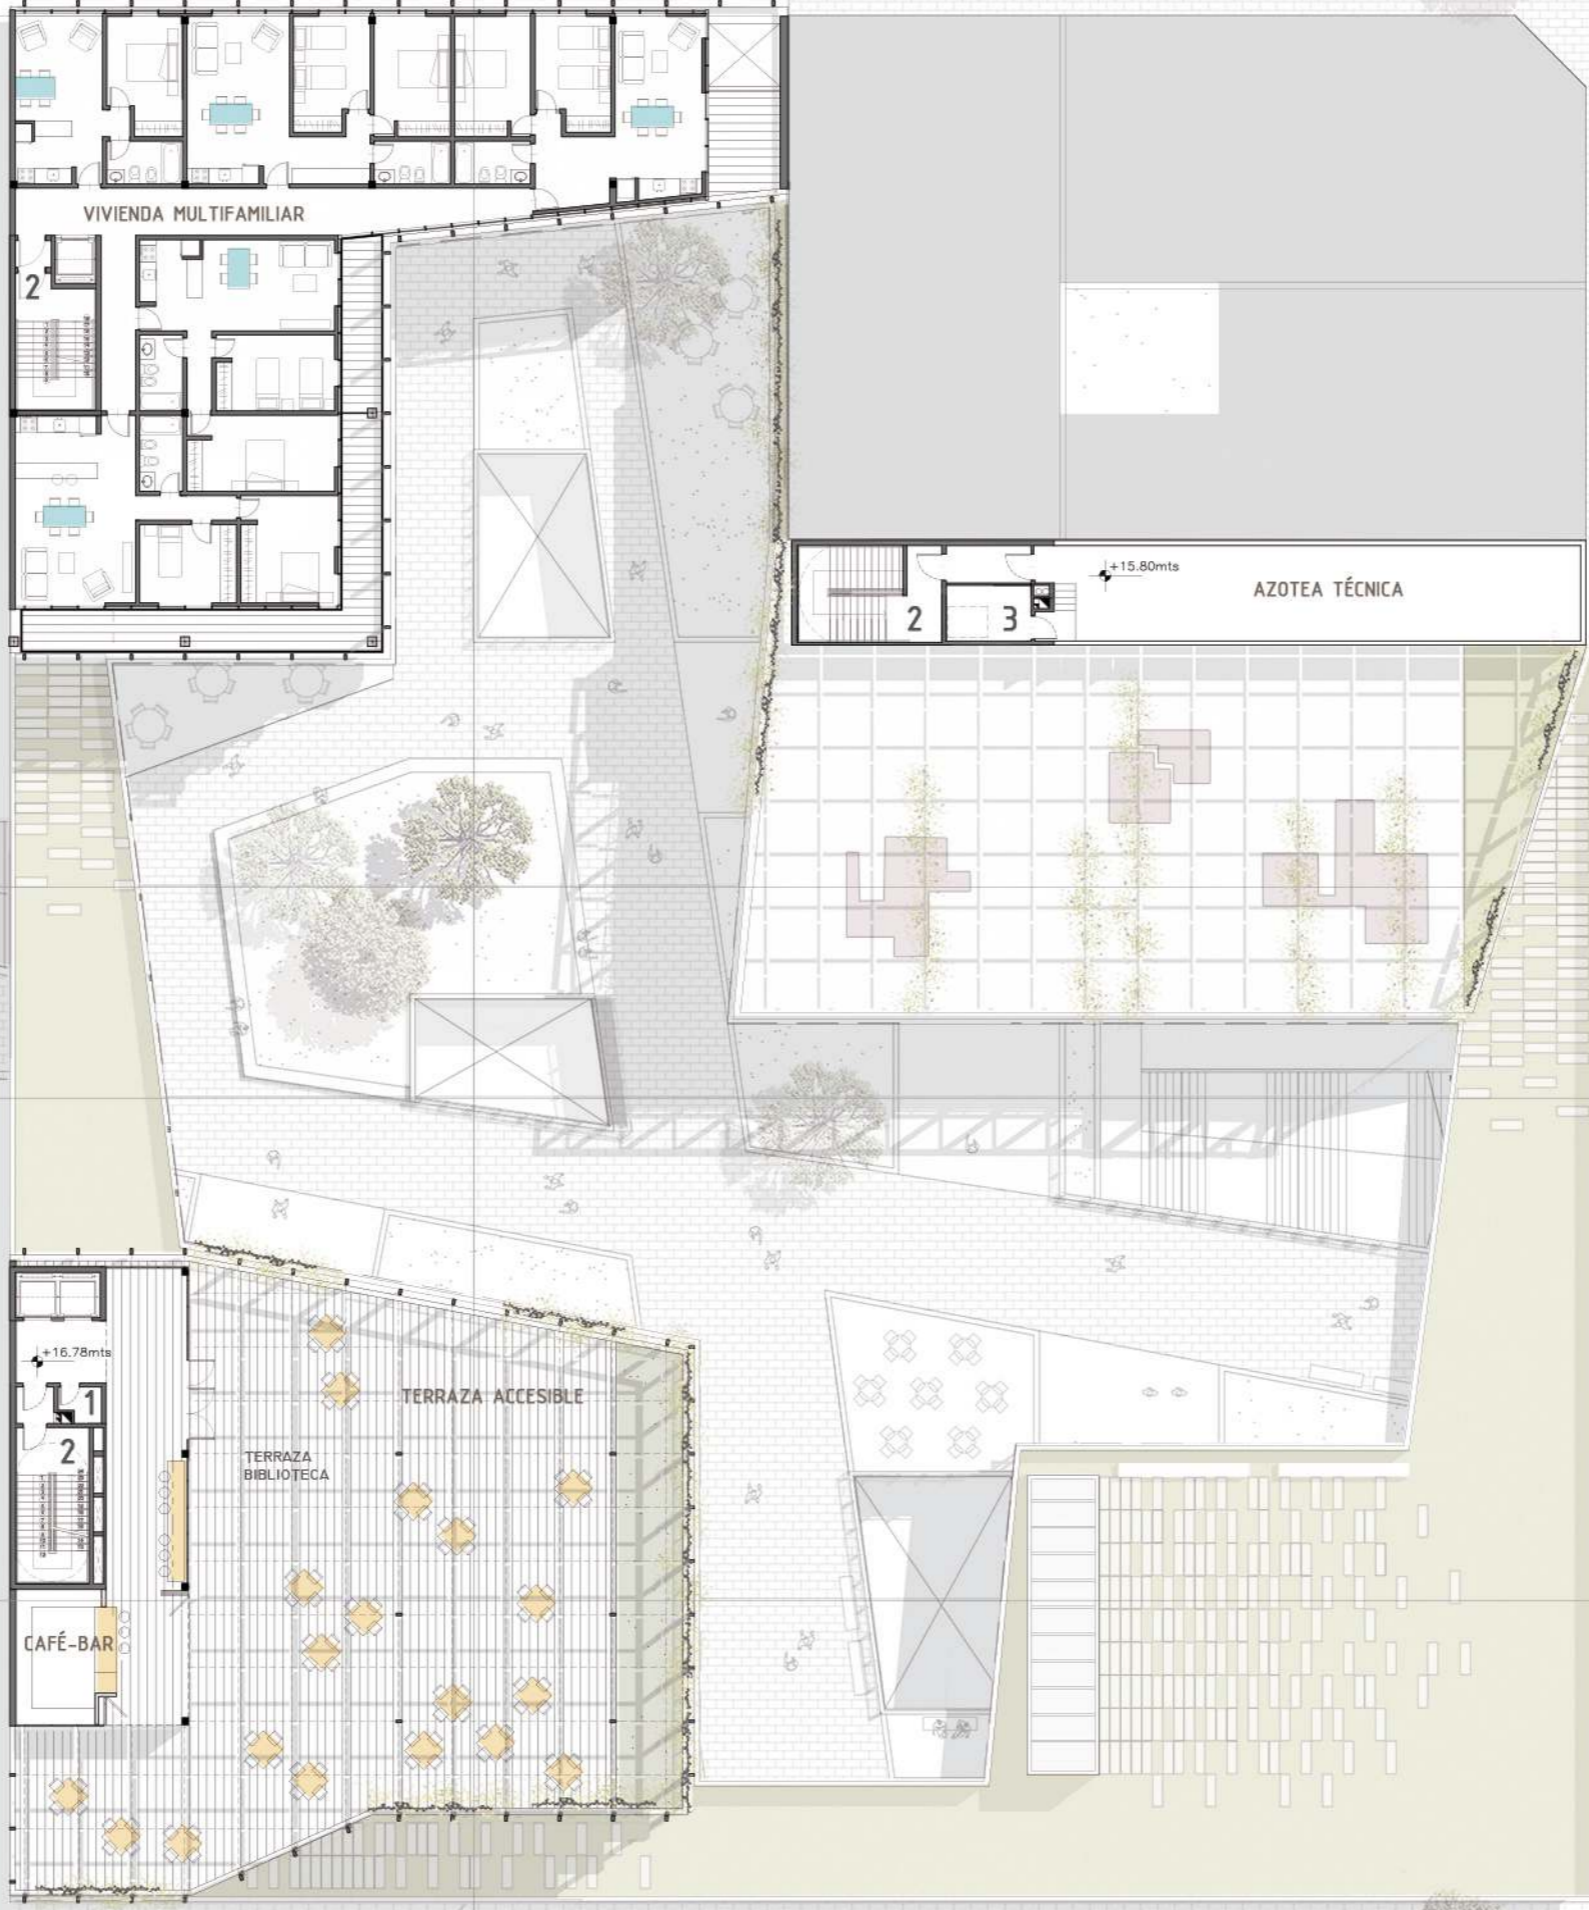 VIVIENDA MULTIFAMILIAR
2
+15.80mts
AZOTEA TÉCNICA
2
3
+16.78mts
1
TERRAZA ACCESIBLE
2
TERRAZA
BIBLIOTECA
CAFÉ-BAR